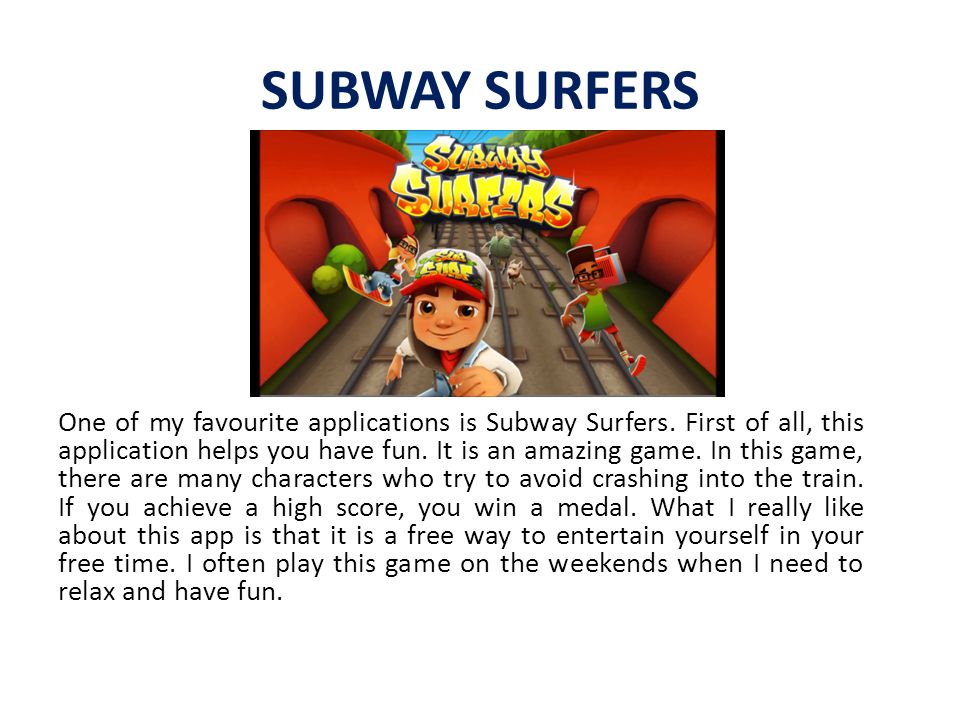 SUBWAY SURFERS
SUBWAY
SURFERS
SUB
SURF
One of my favourite applications is Subway Surfers. First of all, this
application helps you have fun. It is an amazing game. In this game,
there are many characters who try to avoid crashing into the train.
If you achieve a high score, you win a medal. What I really like
about this app is that it is a free way to entertain yourself in your
free time. I often play this game on the weekends when I need to
relax and have fun.